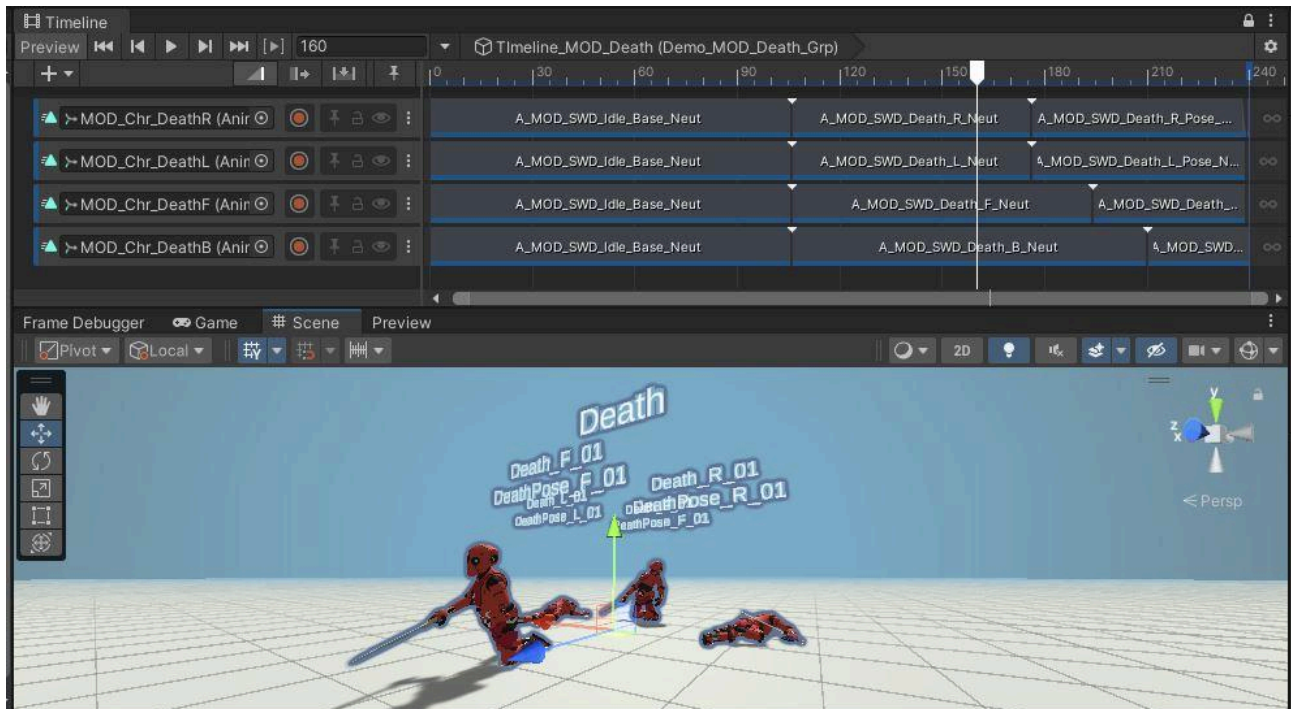 Timeline
Preview 160 TImeline_MOD_Death (Demo_MOD_Death_Grp)
0 30 60 90 120 150 180 210 240
MOD_Chr_DeathR (Anir A_MOD_SWD_Idle_Base_Neut A_MOD_SWD_Death_R_Neut A_MOD_SWD_Death_R_Pose_...
MOD_Chr_DeathL (Anim A_MOD_SWD_Idle_Base_Neut A_MOD_SWD_Death_L_Neut A_MOD_SWD_Death_L_Pose_N...
MOD_Chr_DeathF (Anir A_MOD_SWD_Idle_Base_Neut A_MOD_SWD_Death_F_Neut A_MOD_SWD_Death_...
MOD_Chr_DeathB (Anir A_MOD_SWD_Idle_Base_Neut A_MOD_SWD_Death_B_Neut A_MOD_SWD...
Frame Debugger Game Scene Preview
Pivot Local 2D
Death
Death_F_01
DeathPose_F_01
Death_L_01
DeathPose_L_01
Death_R_01
DeathPose_R_01
DeathPose_F_01
y
z
x
Persp